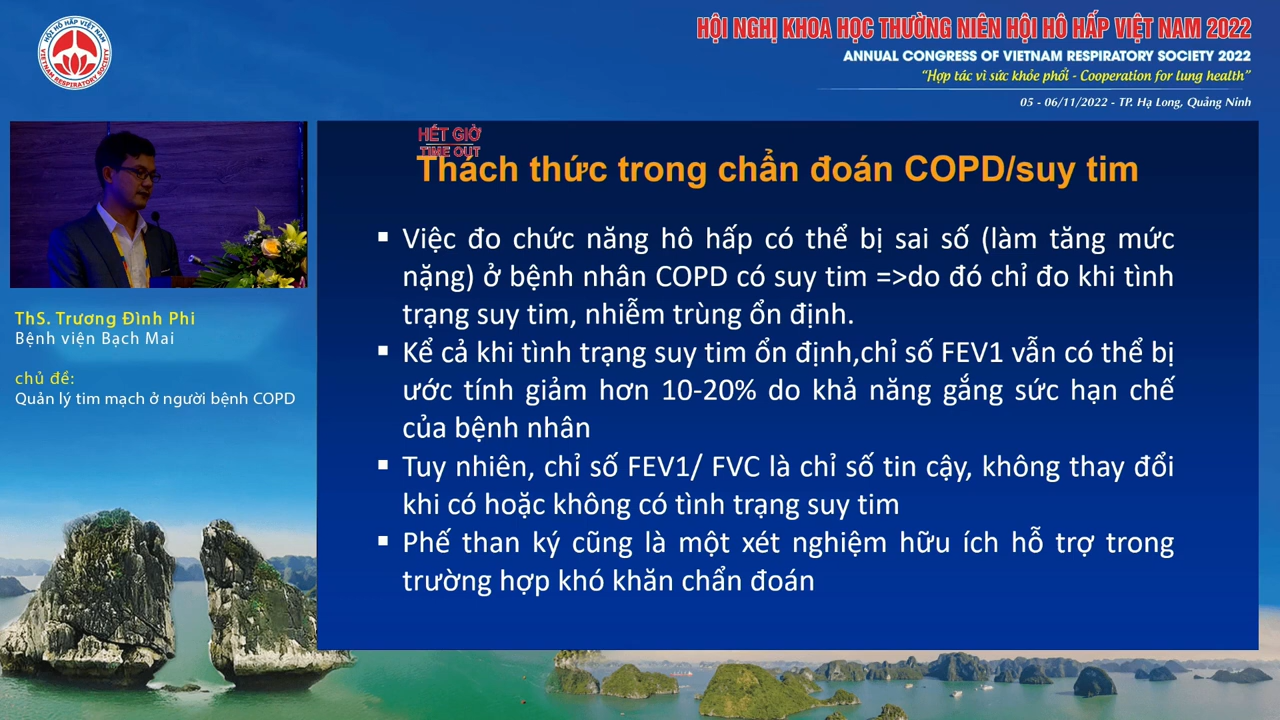 HỘI HÔ HẤP VIỆT NAM
VIETNAM RESPIRATORY SOCIETY
HỘI NGHỊ KHOA HỌC THƯỜNG NIÊN HỘI HÔ HẤP VIỆT NAM 2022
ANNUAL CONGRESS OF VIETNAM RESPIRATORY SOCIETY 2022
“Hợp tác vì sức khỏe phổi - Cooperation for lung health”
05 - 06/11/2022 - TP. Hạ Long, Quảng Ninh
ThS. Trương Đình Phi
Bệnh viện Bạch Mai
chủ đề:
Quản lý tim mạch ở người bệnh COPD
HẾT GIỜ
TIME OUT
Thách thức trong chẩn đoán COPD/suy tim
▪ Việc đo chức năng hô hấp có thể bị sai số (làm tăng mức
nặng) ở bệnh nhân COPD có suy tim =>do đó chỉ đo khi tình
trạng suy tim, nhiễm trùng ổn định.
▪ Kể cả khi tình trạng suy tim ổn định,chỉ số FEV1 vẫn có thể bị
ước tính giảm hơn 10-20% do khả năng gắng sức hạn chế
của bệnh nhân
▪ Tuy nhiên, chỉ số FEV1/ FVC là chỉ số tin cậy, không thay đổi
khi có hoặc không có tình trạng suy tim
▪ Phế than ký cũng là một xét nghiệm hữu ích hỗ trợ trong
trường hợp khó khăn chẩn đoán